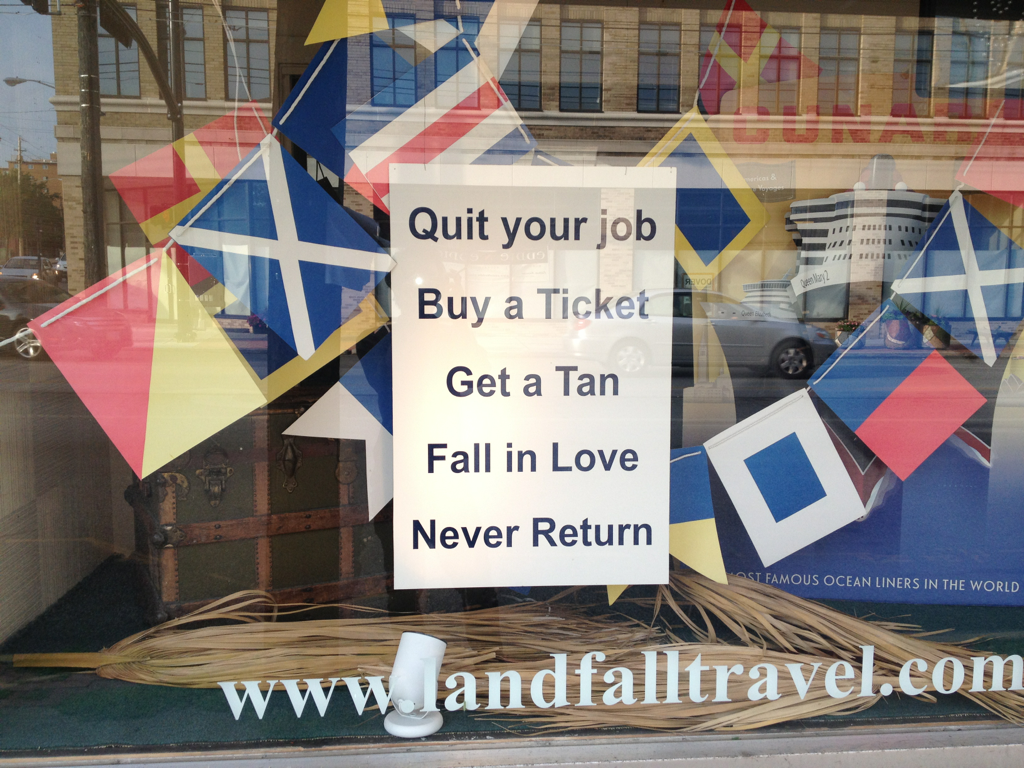 CUNA
Quit your job
Buy a Ticket
Get a Tan
Fall in Love
Never Return
Queen Mary 2
OST FAMOUS OCEAN LINERS IN THE WORLD
www.landfalltravel.com